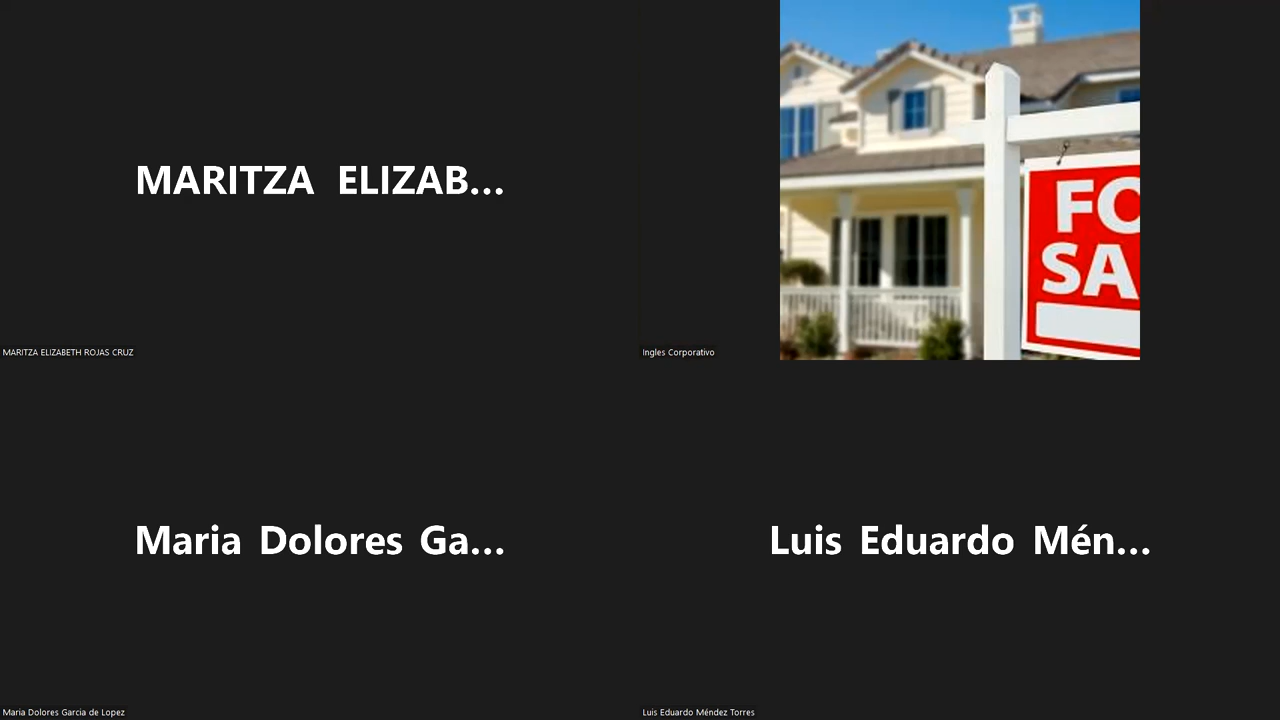 MARITZA ELIZAB...
MARITZA ELIZABETH ROJAS CRUZ
FO
SA
Ingles Corporativo
Maria Dolores Ga...
Maria Dolores Garcia de Lopez
Luis Eduardo Mén...
Luis Eduardo Méndez Torres